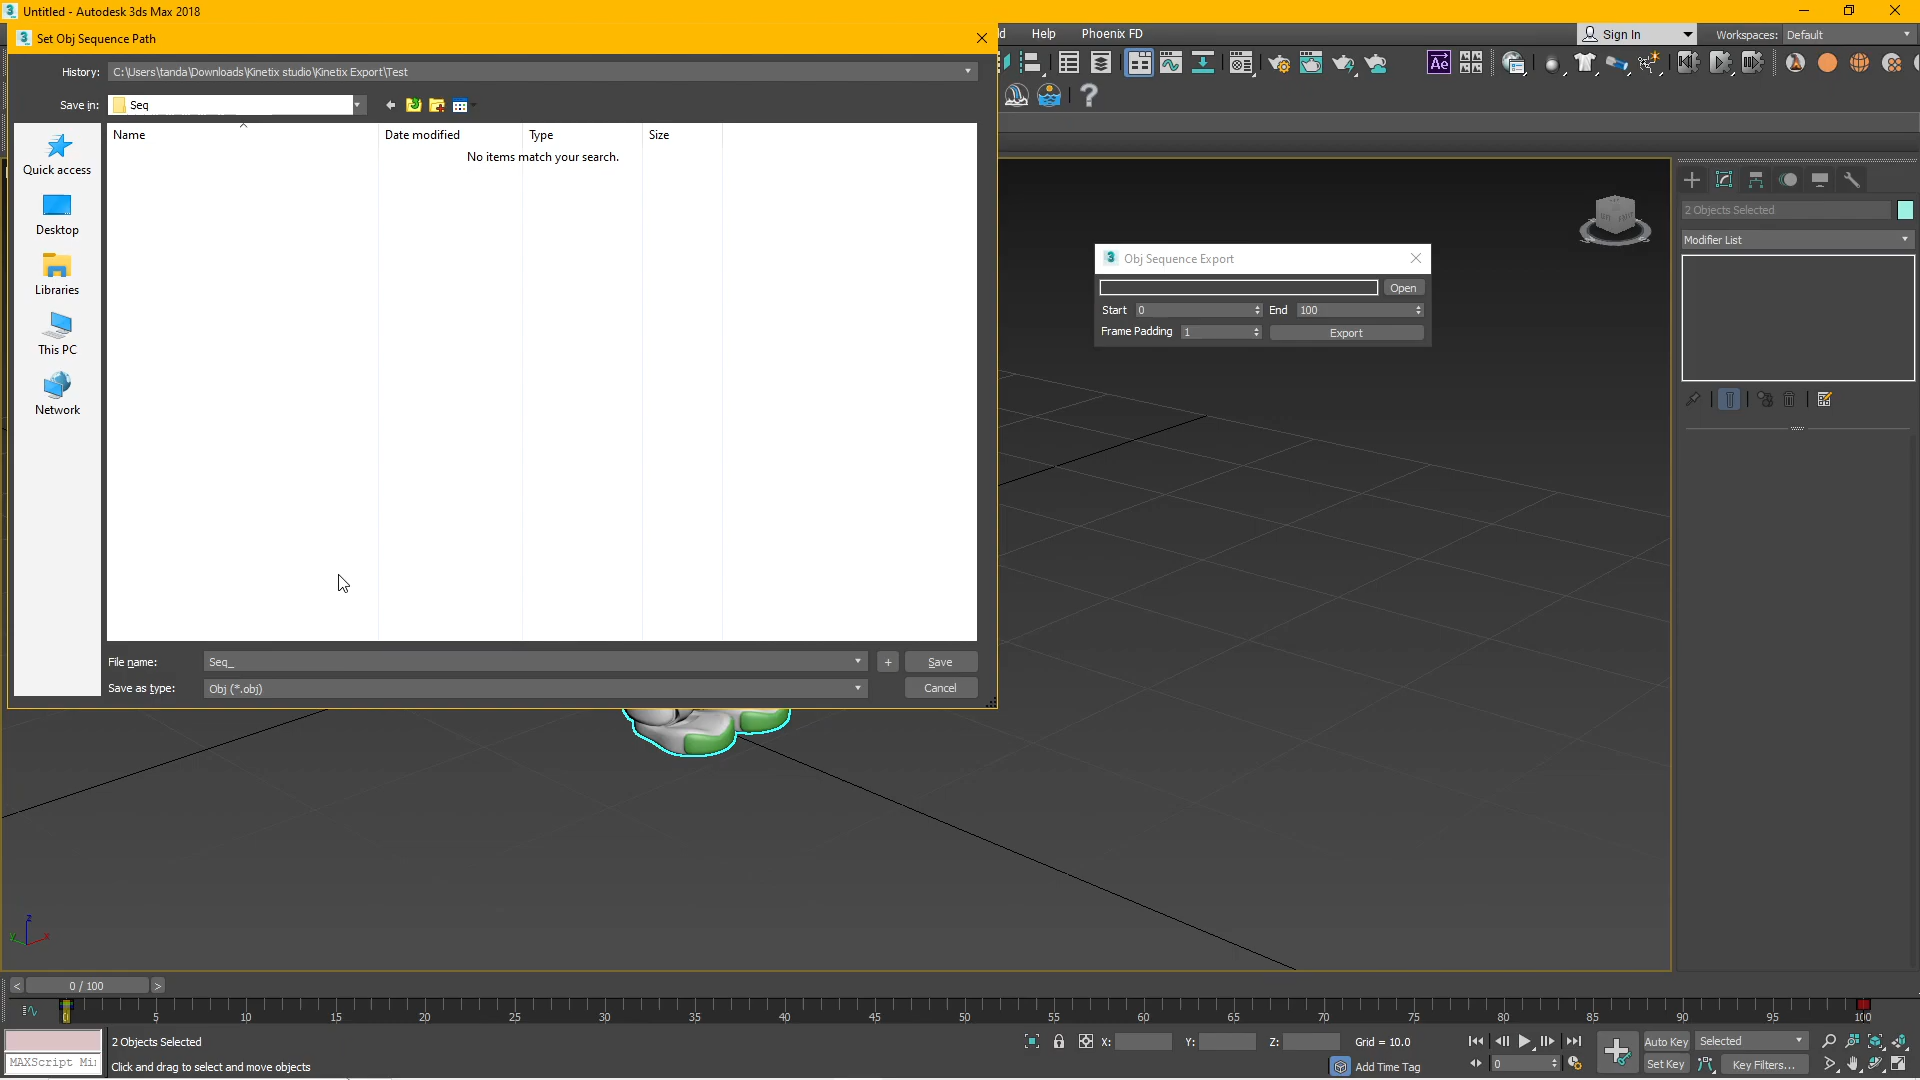 Untitled - Autodesk 3ds Max 2018
Set Obj Sequence Path
Help Phoenix FD
Sign In
Workspaces: Default
History: C:\Users\tanda\Downloads\Kinetix studio\Kinetix Export\Test
Save in: Seq
Name Date modified Type Size
No items match your search.
Quick access
Desktop
Libraries
This PC
Network
File name: Seq_
+ Save
Save as type: Obj (*.obj)
Cancel
Ae
2 Objects Selected
Modifier List
Obj Sequence Export
Open
Start 0 End 100
Frame Padding 1 Export
z
y x
< 0 / 100 >
0 5 10 15 20 25 30 35 40 45 50 55 60 65 70 75 80 85 90 95 100
2 Objects Selected
X: Y: Z: Grid = 10.0
Auto Key Selected
MAXScript Mi
Click and drag to select and move objects
Add Time Tag
0
Set Key Key Filters...